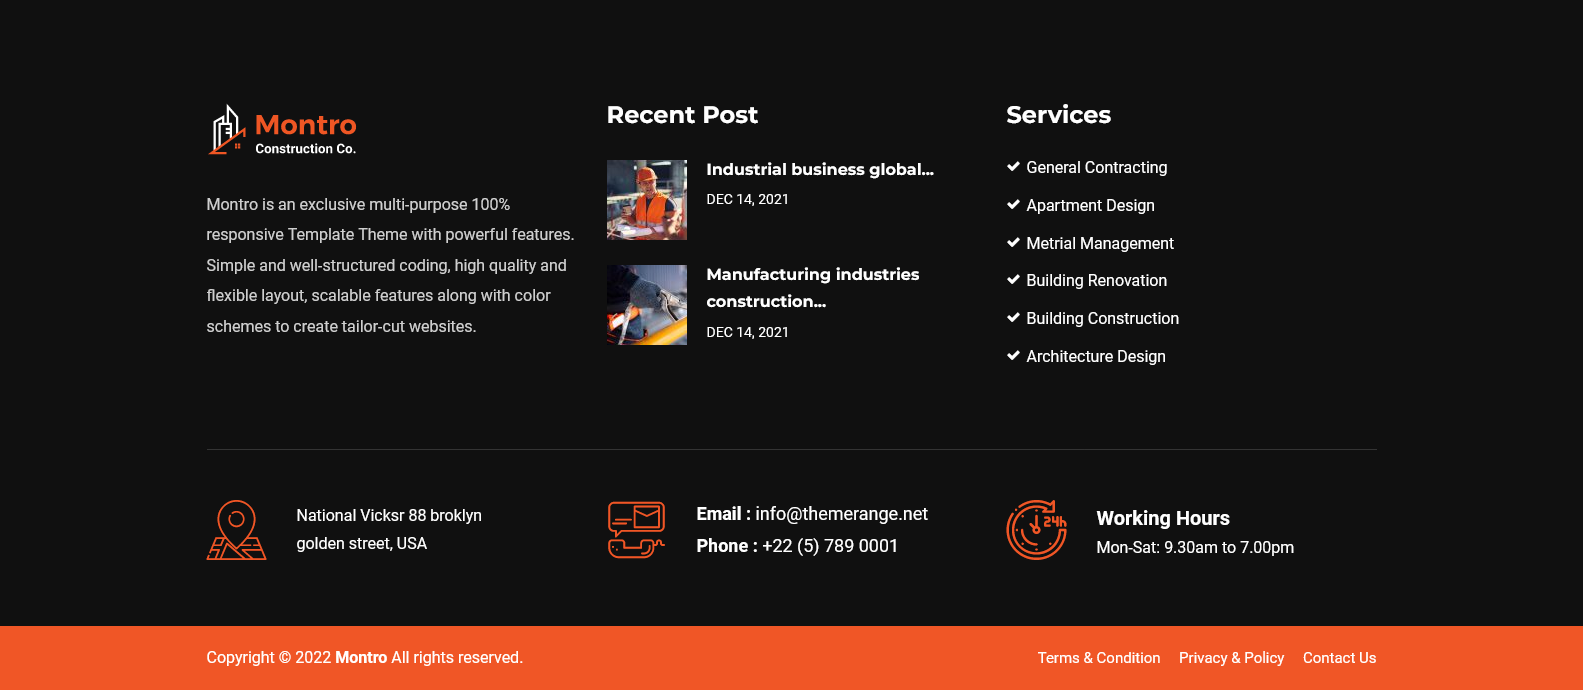 Montro
Construction Co.
Montro is an exclusive multi-purpose 100%
responsive Template Theme with powerful features.
Simple and well-structured coding, high quality and
flexible layout, scalable features along with color
schemes to create tailor-cut websites.
Recent Post
Industrial business global...
DEC 14, 2021
Manufacturing industries
construction...
DEC 14, 2021
Services
General Contracting
Apartment Design
Metrial Management
Building Renovation
Building Construction
Architecture Design
National Vicksr 88 broklyn
golden street, USA
Email : info@themerange.net
Phone : +22 (5) 789 0001
24h
Working Hours
Mon-Sat: 9.30am to 7.00pm
Copyright © 2022 Montro All rights reserved.
Terms & Condition Privacy & Policy Contact Us